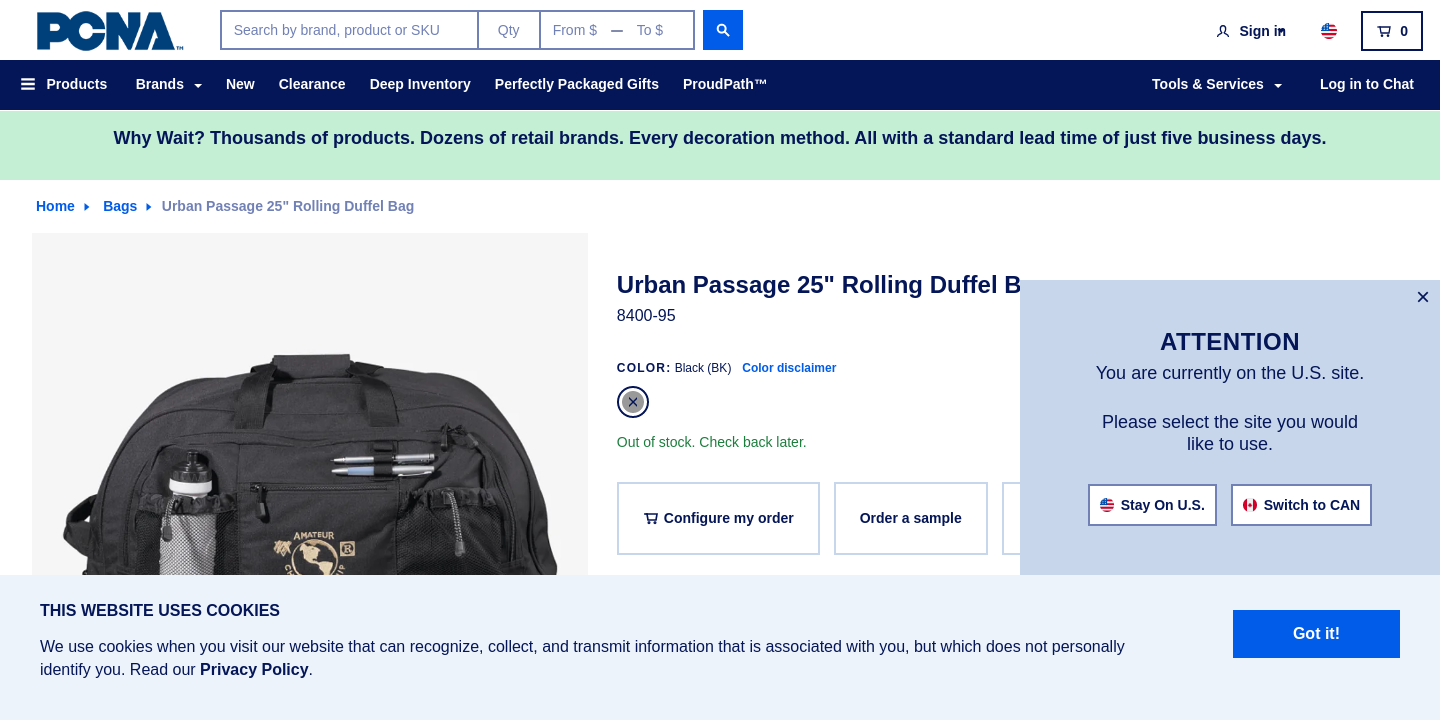 PCNA™
Search by brand, product or SKU
Qty
From $ — To $
Sign in
0
Products
Brands
New
Clearance
Deep Inventory
Perfectly Packaged Gifts
ProudPath™
Tools & Services
Log in to Chat
Why Wait? Thousands of products. Dozens of retail brands. Every decoration method. All with a standard lead time of just five business days.
Home
Bags
Urban Passage 25" Rolling Duffel Bag
Urban Passage 25" Rolling Duffel B
8400-95
COLOR: Black (BK) Color disclaimer
Out of stock. Check back later.
Configure my order
Order a sample
AMATEUR
ATTENTION
You are currently on the U.S. site.
Please select the site you would
like to use.
Stay On U.S.
Switch to CAN
THIS WEBSITE USES COOKIES
We use cookies when you visit our website that can recognize, collect, and transmit information that is associated with you, but which does not personally
identify you. Read our Privacy Policy.
Got it!